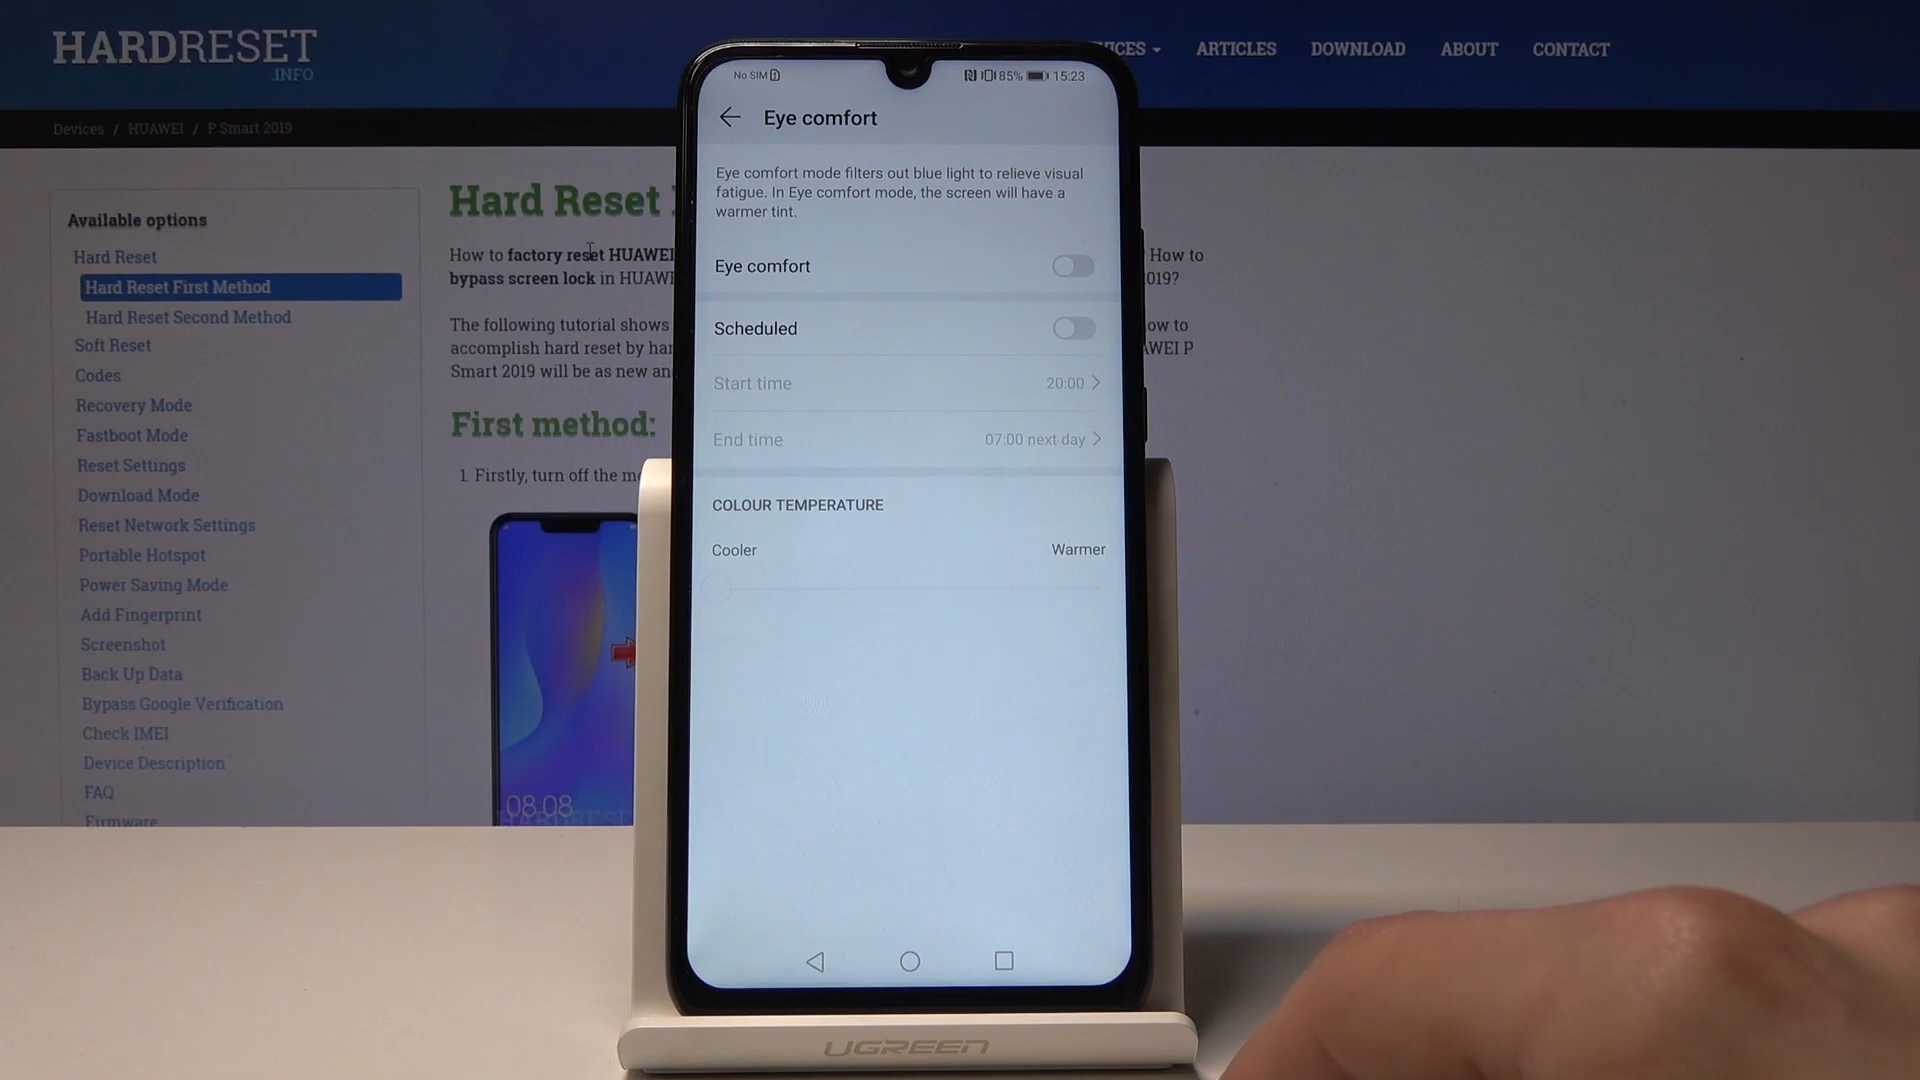 HARDRESET
.INFO
ICES
ARTICLES
DOWNLOAD
ABOUT
CONTACT
Devices / HUAWEI / P Smart 2019
Available options
Hard Reset
Hard Reset First Method
Hard Reset Second Method
Soft Reset
Codes
Recovery Mode
Fastboot Mode
Reset Settings
Download Mode
Reset Network Settings
Portable Hotspot
Power Saving Mode
Add Fingerprint
Screenshot
Back Up Data
Bypass Google Verification
Check IMEI
Device Description
FAQ
Firmware
Hard Reset
How to factory reset HUAWEI
? How to
bypass screen lock in HUAW
019?
The following tutorial shows
ow to
accomplish hard reset by har
WEI P
Smart 2019 will be as new an
First method:
1. Firstly, turn off the m
08:08
No SIM
85%
15:23
Eye comfort
Eye comfort mode filters out blue light to relieve visual
fatigue. In Eye comfort mode, the screen will have a
warmer tint.
Eye comfort
Scheduled
Start time
20:00
End time
07:00 next day
COLOUR TEMPERATURE
Cooler
Warmer
UGREEN